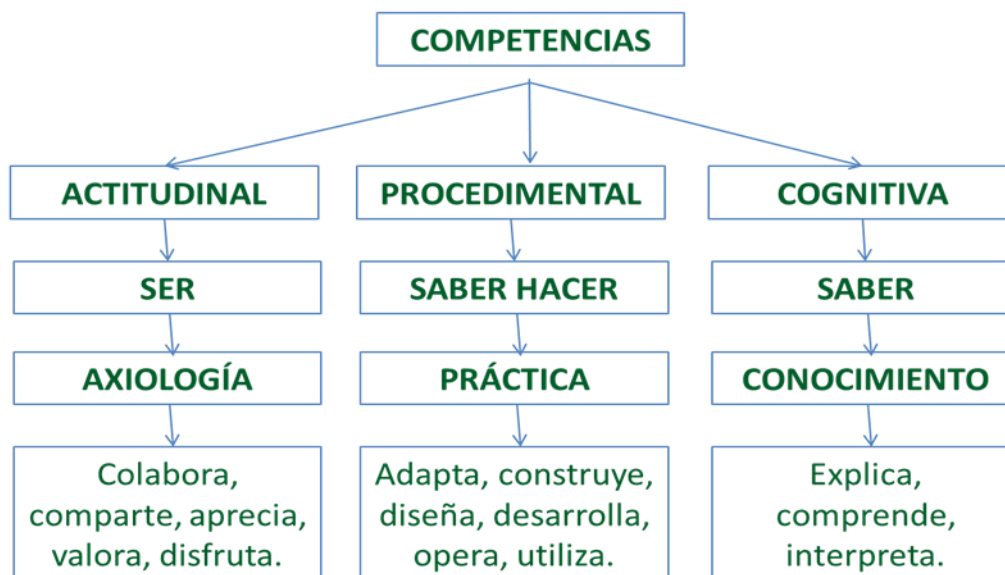 COMPETENCIAS
ACTITUDINAL
PROCEDIMENTAL
COGNITIVA
SER
SABER HACER
SABER
AXIOLOGÍA
PRÁCTICA
CONOCIMIENTO
Colabora,
comparte, aprecia,
valora, disfruta.
Adapta, construye,
diseña, desarrolla,
opera, utiliza.
Explica,
comprende,
interpreta.